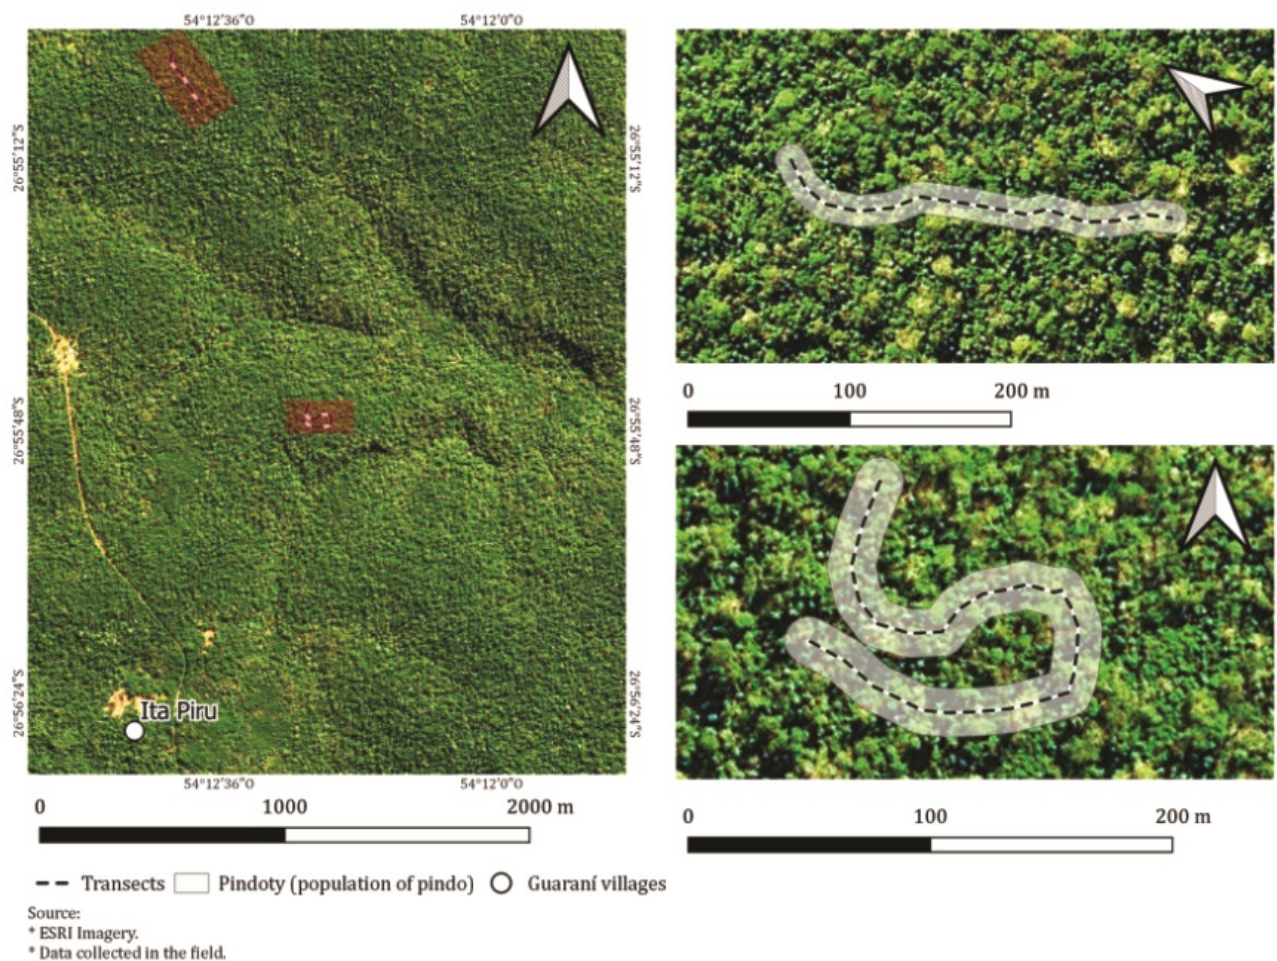 54°12'36"O 54°12'0"O
26°55'12"S 26°55'12"S
26°55'48"S 26°55'48"S
26°56'24"S 26°56'24"S
Ita Piru
54°12'36"O 54°12'0"O
0 1000 2000 m
0 100 200 m
0 100 200 m
Transects Pindoty (population of pindo) Guaraní villages
Source:
* ESRI Imagery.
* Data collected in the field.